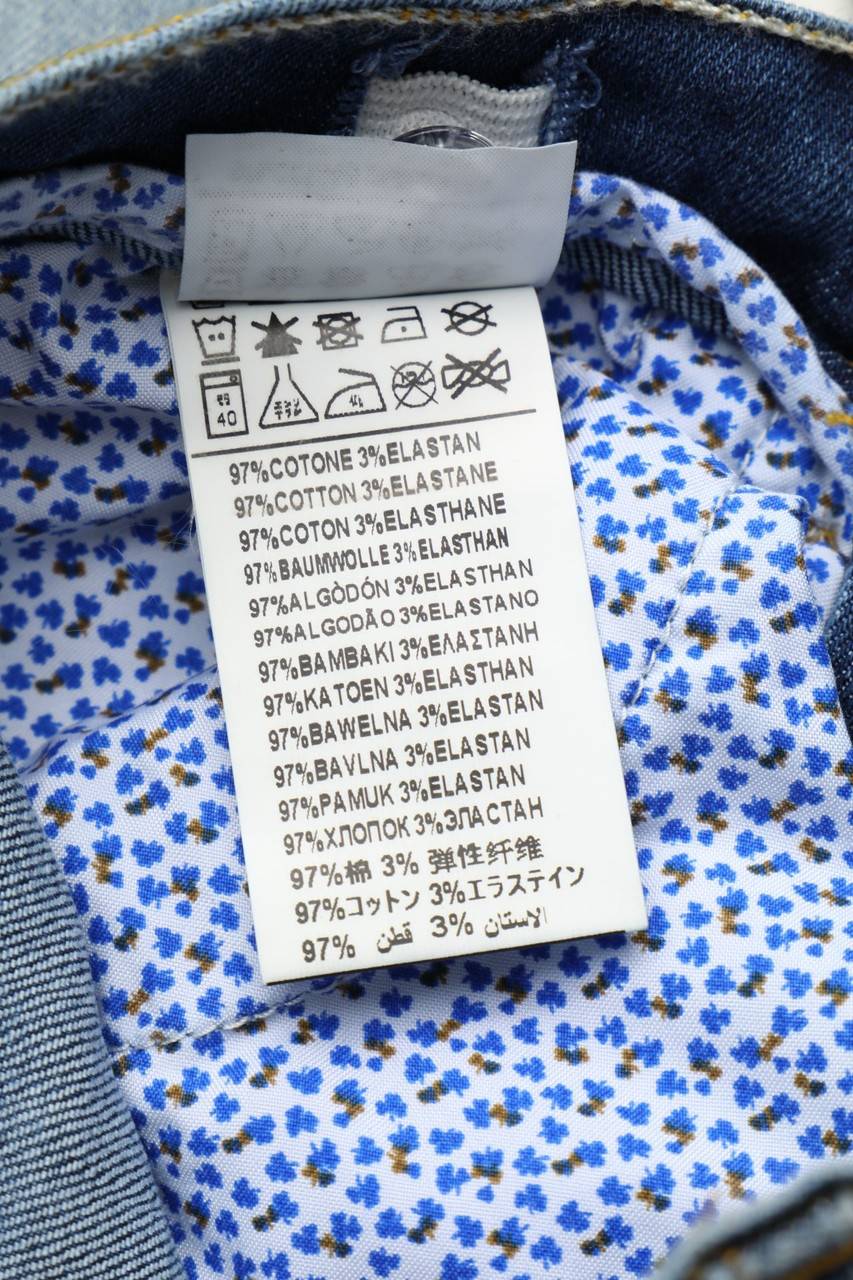 40
97%COTONE 3%ELASTAN
97%COTTON 3%ELASTANE
97%COTON 3%ELASTHANE
97%BAUMWOLLE 3%ELASTHAN
97%ALGÒDÓN 3%ELASTHAN
97%ALGODÃO 3%ELASTANO
97%BAMBAKI 3%ΕΛΑΣΤΑΝΗ
97%KATOEN 3%ELASTHAN
97%BAWEŁNA 3%ELASTAN
97%BAVLNA 3%ELASTAN
97%PAMUK 3%ELASTAN
97%ХЛОПОК 3%ЭЛАСТАН
97%棉 3% 弹性纤维
97%コットン 3%エラステイン
97% قطن 3% الاستان